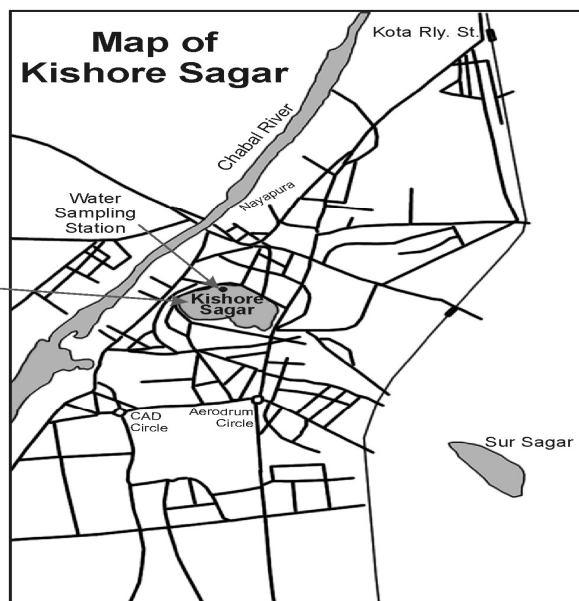 Map of
Kishore Sagar
Kota Rly. St.
Chabal River
Nayapura
Water
Sampling
Station
Kishore
Sagar
CAD
Circle
Aerodrum
Circle
Sur Sagar